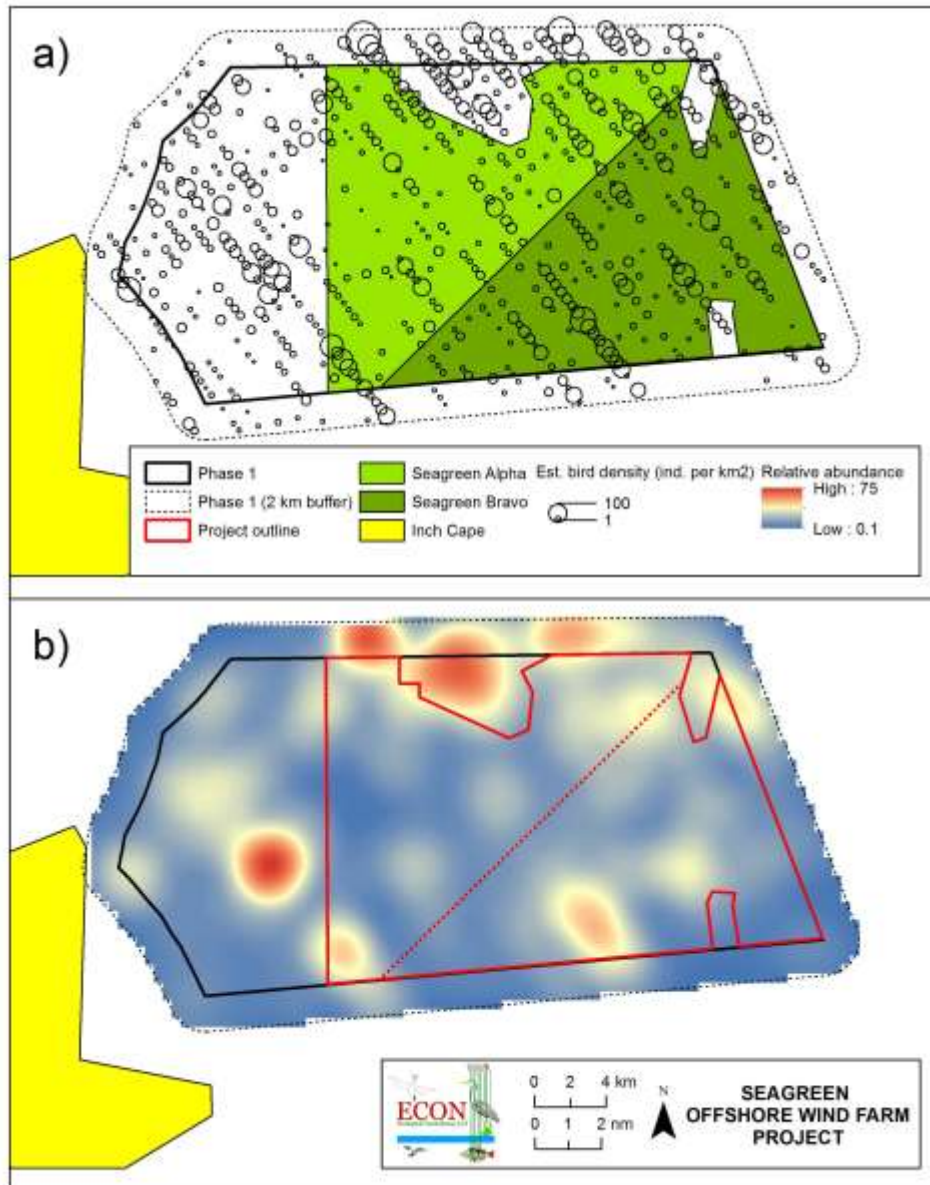 a)
Phase 1
Phase 1 (2 km buffer)
Project outline
Seagreen Alpha
Seagreen Bravo
Inch Cape
Est. bird density (ind. per km2)
100
1
Relative abundance
High : 75
Low : 0.1
b)
ECON
0 2 4 km
0 1 2 nm
N
SEAGREEN
OFFSHORE WIND FARM
PROJECT